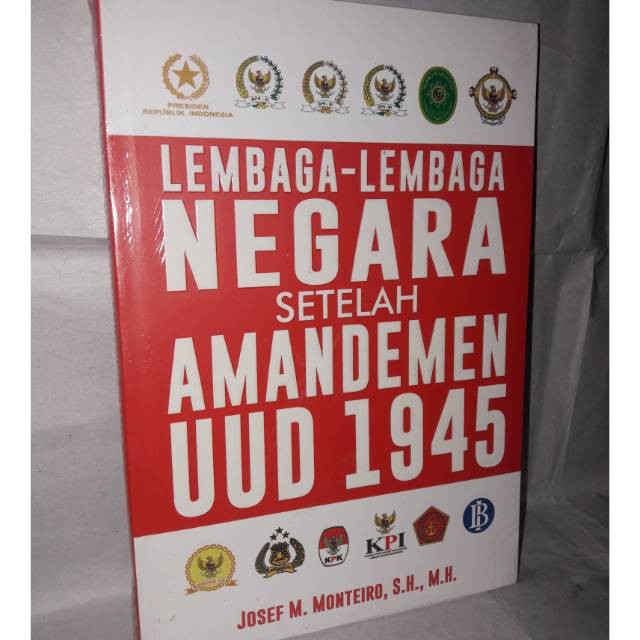 PRESIDEN
REPUBLIK INDONESIA
LEMBAGA-LEMBAGA
NEGARA
SETELAH
AMANDEMEN
UUD 1945
KPK
KPI
JOSEF M. MONTEIRO, S.H., M.H.